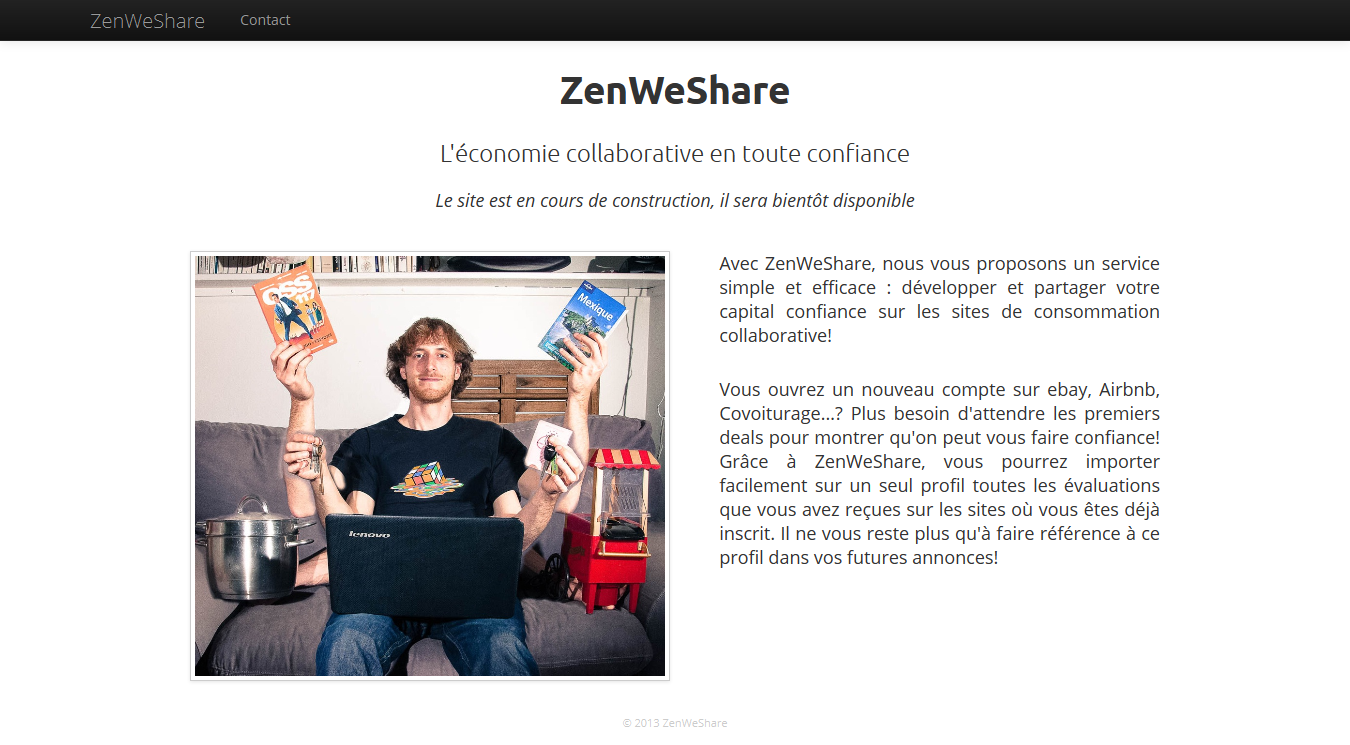 ZenWeShare Contact
ZenWeShare
L'économie collaborative en toute confiance
Le site est en cours de construction, il sera bientôt disponible
OSS
117
Mexique
lenovo
Avec ZenWeShare, nous vous proposons un service
simple et efficace : développer et partager votre
capital confiance sur les sites de consommation
collaborative!
Vous ouvrez un nouveau compte sur ebay, Airbnb,
Covoiturage...? Plus besoin d'attendre les premiers
deals pour montrer qu'on peut vous faire confiance!
Grâce à ZenWeShare, vous pourrez importer
facilement sur un seul profil toutes les évaluations
que vous avez reçues sur les sites où vous êtes déjà
inscrit. Il ne vous reste plus qu'à faire référence à ce
profil dans vos futures annonces!
© 2013 ZenWeShare